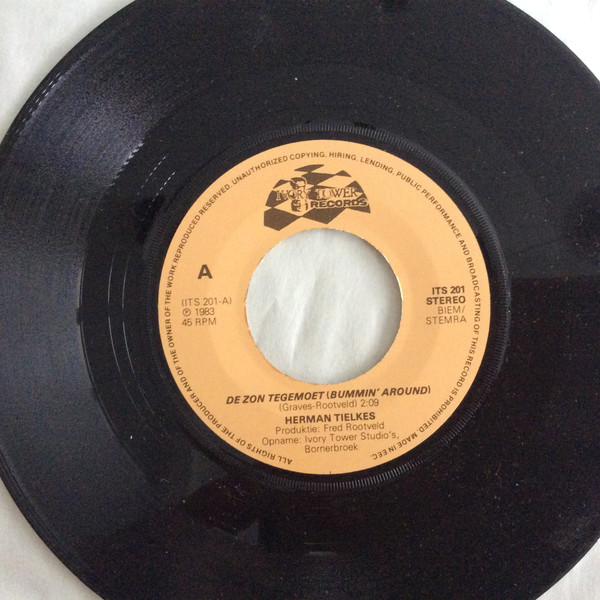 ALL RIGHTS OF THE PRODUCER AND OF THE OWNER OF THE WORK REPRODUCED RESERVED. UNAUTHORIZED COPYING, HIRING, LENDING, PUBLIC PERFORMANCE AND BROADCASTING OF THIS RECORD IS PROHIBITED. MADE IN EEC.
IVORY TOWER
RECORDS
A
(ITS 201-A)
Ⓟ 1983
45 RPM
ITS 201
STEREO
BIEM/
STEMRA
DE ZON TEGEMOET (BUMMIN' AROUND)
(Graves-Rootveld) 2:09
HERMAN TIELKES
Produktie: Fred Rootveld
Opname: Ivory Tower Studio's,
Bornerbroek